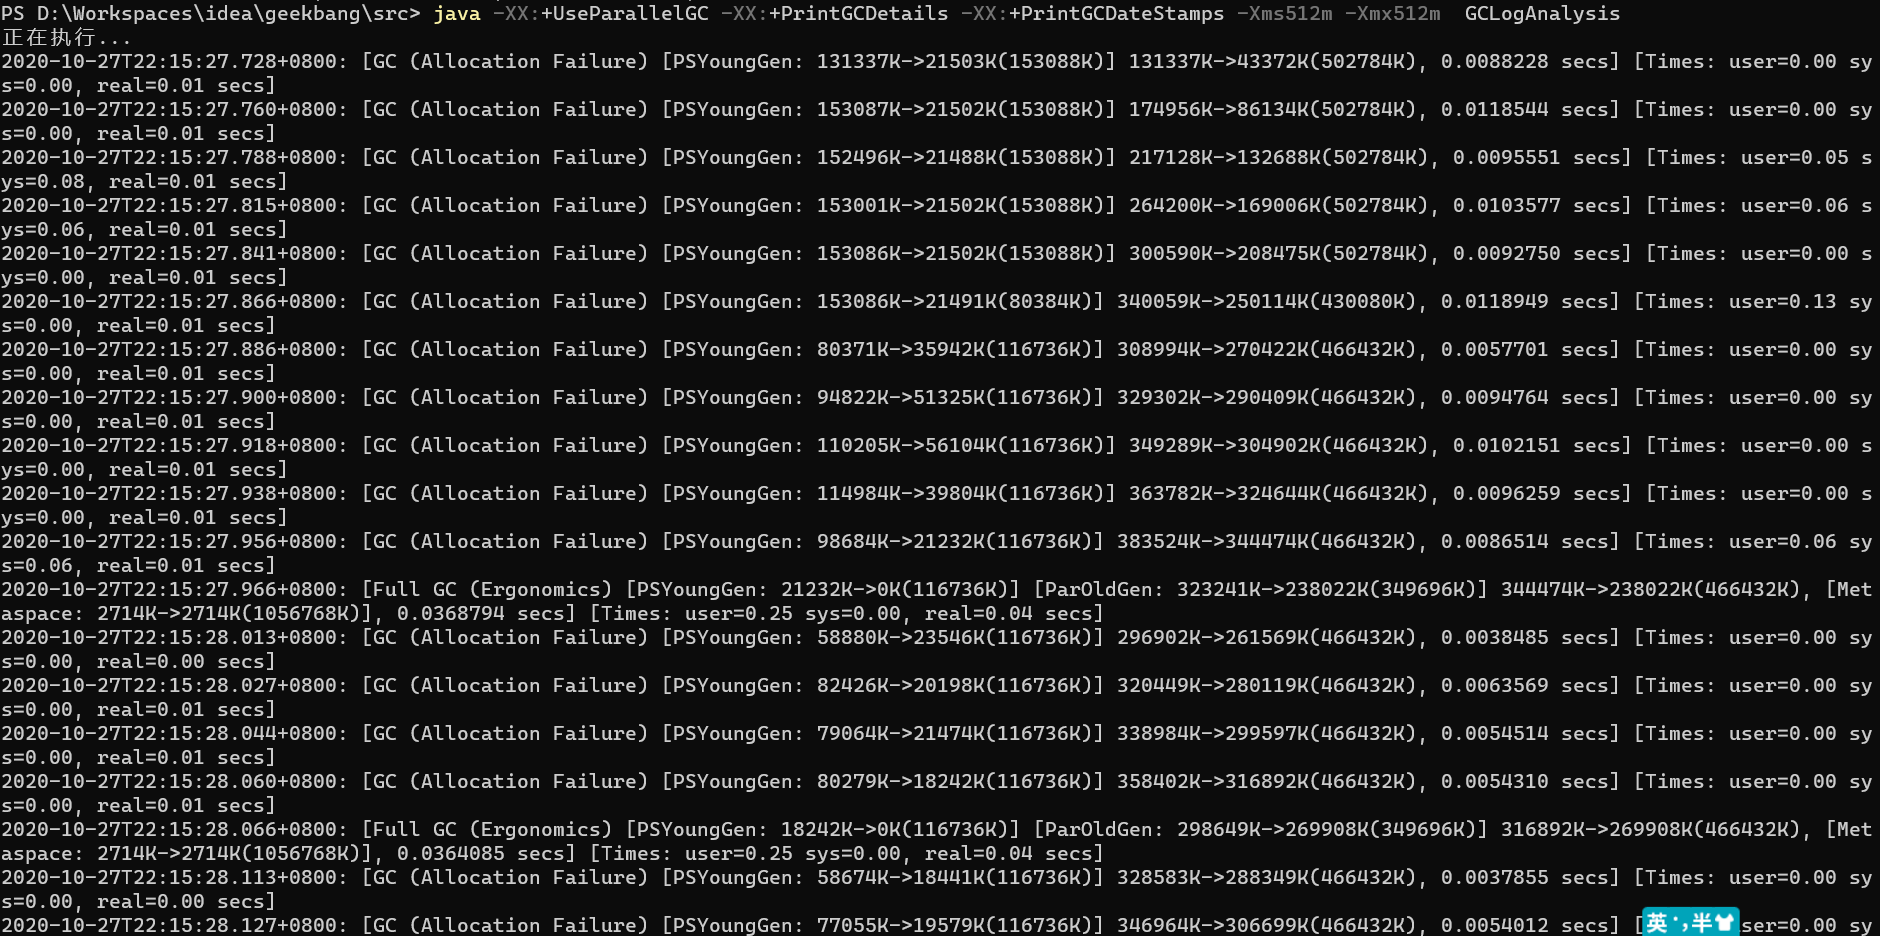 PS D:\Workspaces\idea\geekbang\src> java -XX:+UseParallelGC -XX:+PrintGCDetails -XX:+PrintGCDateStamps -Xms512m -Xmx512m  GCLogAnalysis
正在执行...
2020-10-27T22:15:27.728+0800: [GC (Allocation Failure) [PSYoungGen: 131337K->21503K(153088K)] 131337K->43372K(502784K), 0.0088228 secs] [Times: user=0.00 sy
s=0.00, real=0.01 secs]
2020-10-27T22:15:27.760+0800: [GC (Allocation Failure) [PSYoungGen: 153087K->21502K(153088K)] 174956K->86134K(502784K), 0.0118544 secs] [Times: user=0.00 sy
s=0.00, real=0.01 secs]
2020-10-27T22:15:27.788+0800: [GC (Allocation Failure) [PSYoungGen: 152496K->21488K(153088K)] 217128K->132688K(502784K), 0.0095551 secs] [Times: user=0.05 s
ys=0.08, real=0.01 secs]
2020-10-27T22:15:27.815+0800: [GC (Allocation Failure) [PSYoungGen: 153001K->21502K(153088K)] 264200K->169006K(502784K), 0.0103577 secs] [Times: user=0.06 s
ys=0.06, real=0.01 secs]
2020-10-27T22:15:27.841+0800: [GC (Allocation Failure) [PSYoungGen: 153086K->21502K(153088K)] 300590K->208475K(502784K), 0.0092750 secs] [Times: user=0.00 s
ys=0.00, real=0.01 secs]
2020-10-27T22:15:27.866+0800: [GC (Allocation Failure) [PSYoungGen: 153086K->21491K(80384K)] 340059K->250114K(430080K), 0.0118949 secs] [Times: user=0.13 sy
s=0.00, real=0.01 secs]
2020-10-27T22:15:27.886+0800: [GC (Allocation Failure) [PSYoungGen: 80371K->35942K(116736K)] 308994K->270422K(466432K), 0.0057701 secs] [Times: user=0.00 sy
s=0.00, real=0.01 secs]
2020-10-27T22:15:27.900+0800: [GC (Allocation Failure) [PSYoungGen: 94822K->51325K(116736K)] 329302K->290409K(466432K), 0.0094764 secs] [Times: user=0.00 sy
s=0.00, real=0.01 secs]
2020-10-27T22:15:27.918+0800: [GC (Allocation Failure) [PSYoungGen: 110205K->56104K(116736K)] 349289K->304902K(466432K), 0.0102151 secs] [Times: user=0.00 s
ys=0.00, real=0.01 secs]
2020-10-27T22:15:27.938+0800: [GC (Allocation Failure) [PSYoungGen: 114984K->39804K(116736K)] 363782K->324644K(466432K), 0.0096259 secs] [Times: user=0.00 s
ys=0.00, real=0.01 secs]
2020-10-27T22:15:27.956+0800: [GC (Allocation Failure) [PSYoungGen: 98684K->21232K(116736K)] 383524K->344474K(466432K), 0.0086514 secs] [Times: user=0.06 sy
s=0.06, real=0.01 secs]
2020-10-27T22:15:27.966+0800: [Full GC (Ergonomics) [PSYoungGen: 21232K->0K(116736K)] [ParOldGen: 323241K->238022K(349696K)] 344474K->238022K(466432K), [Met
aspace: 2714K->2714K(1056768K)], 0.0368794 secs] [Times: user=0.25 sys=0.00, real=0.04 secs]
2020-10-27T22:15:28.013+0800: [GC (Allocation Failure) [PSYoungGen: 58880K->23546K(116736K)] 296902K->261569K(466432K), 0.0038485 secs] [Times: user=0.00 sy
s=0.00, real=0.00 secs]
2020-10-27T22:15:28.027+0800: [GC (Allocation Failure) [PSYoungGen: 82426K->20198K(116736K)] 320449K->280119K(466432K), 0.0063569 secs] [Times: user=0.00 sy
s=0.00, real=0.01 secs]
2020-10-27T22:15:28.044+0800: [GC (Allocation Failure) [PSYoungGen: 79064K->21474K(116736K)] 338984K->299597K(466432K), 0.0054514 secs] [Times: user=0.00 sy
s=0.00, real=0.01 secs]
2020-10-27T22:15:28.060+0800: [GC (Allocation Failure) [PSYoungGen: 80279K->18242K(116736K)] 358402K->316892K(466432K), 0.0054310 secs] [Times: user=0.00 sy
s=0.00, real=0.01 secs]
2020-10-27T22:15:28.066+0800: [Full GC (Ergonomics) [PSYoungGen: 18242K->0K(116736K)] [ParOldGen: 298649K->269908K(349696K)] 316892K->269908K(466432K), [Met
aspace: 2714K->2714K(1056768K)], 0.0364085 secs] [Times: user=0.25 sys=0.00, real=0.04 secs]
2020-10-27T22:15:28.113+0800: [GC (Allocation Failure) [PSYoungGen: 58674K->18441K(116736K)] 328583K->288349K(466432K), 0.0037855 secs] [Times: user=0.00 sy
s=0.00, real=0.00 secs]
2020-10-27T22:15:28.127+0800: [GC (Allocation Failure) [PSYoungGen: 77055K->19579K(116736K)] 346964K->306699K(466432K), 0.0054012 secs] [ ser=0.00 sy
英 半